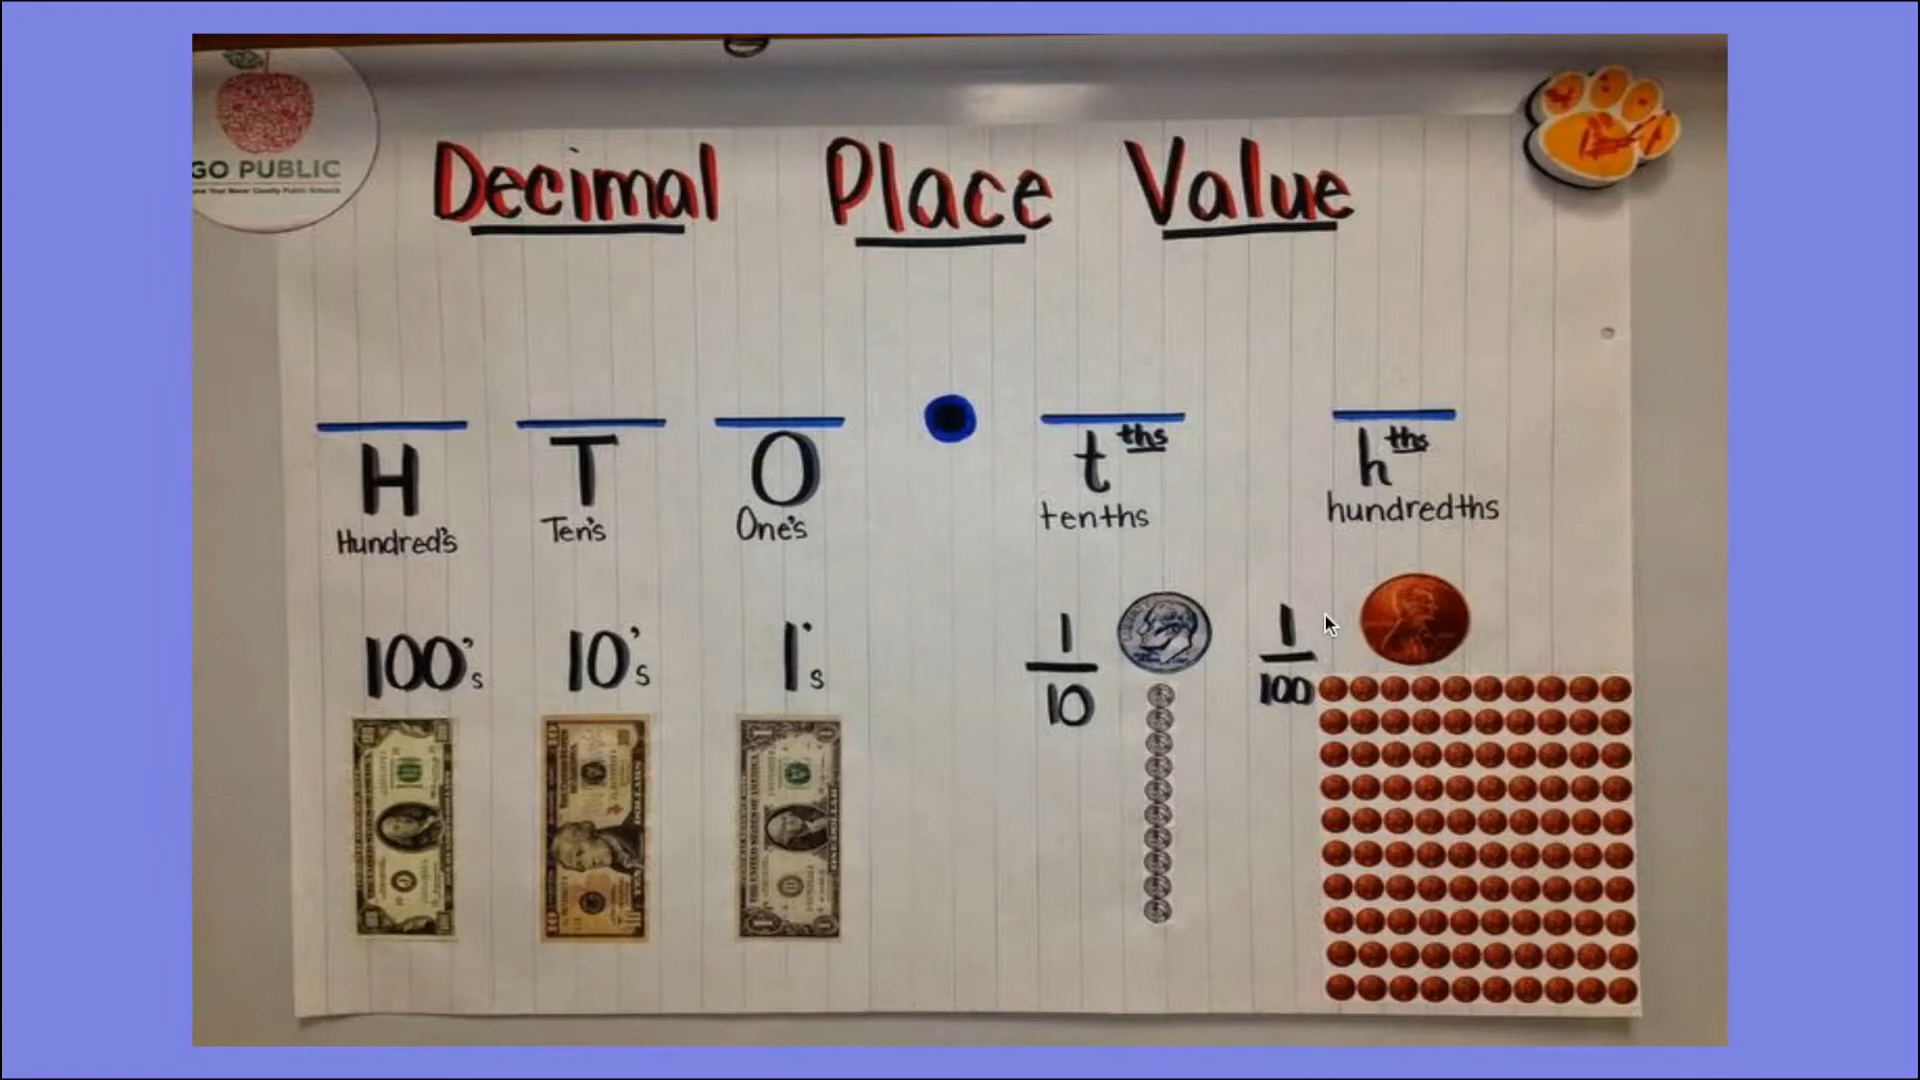 GO PUBLIC
Decimal Place Value
H T O t ths h ths
Hundred's Ten's One's tenths hundredths
100's 10's 1's 1/10 1/100